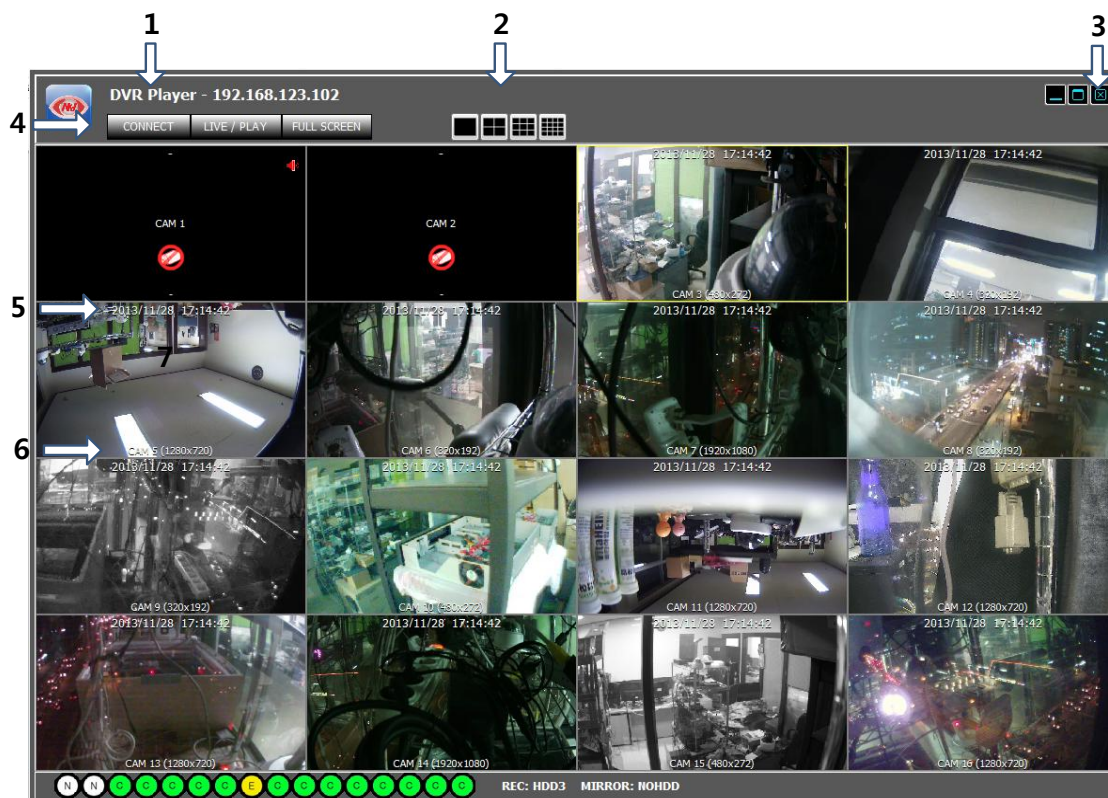 1 2 3
DVR Player - 192.168.123.102
4 CONNECT LIVE / PLAY FULL SCREEN
- - 2013/11/28 17:14:42 2013/11/28 17:14:42
CAM 1 CAM 2
- - CAM 3 (480x272) CAM 4 (320x192)
5 2013/11/28 17:14:42 2013/11/28 17:14:42 2013/11/28 17:14:42 2013/11/28 17:14:42
6 CAM 5 (1280x720) CAM 6 (320x192) CAM 7 (1920x1080) CAM 8 (320x192)
2013/11/28 17:14:42 2013/11/28 17:14:42 2013/11/28 17:14:42 2013/11/28 17:14:42
CAM 9 (320x192) CAM 10 (480x272) CAM 11 (1280x720) CAM 12 (1280x720)
2013/11/28 17:14:42 2013/11/28 17:14:42 2013/11/28 17:14:42 2013/11/28 17:14:42
CAM 13 (1280x720) CAM 14 (1920x1080) CAM 15 (480x272) CAM 16 (1280x720)
N N C C C C C E C C C C C C C C REC: HDD3 MIRROR: NOHDD